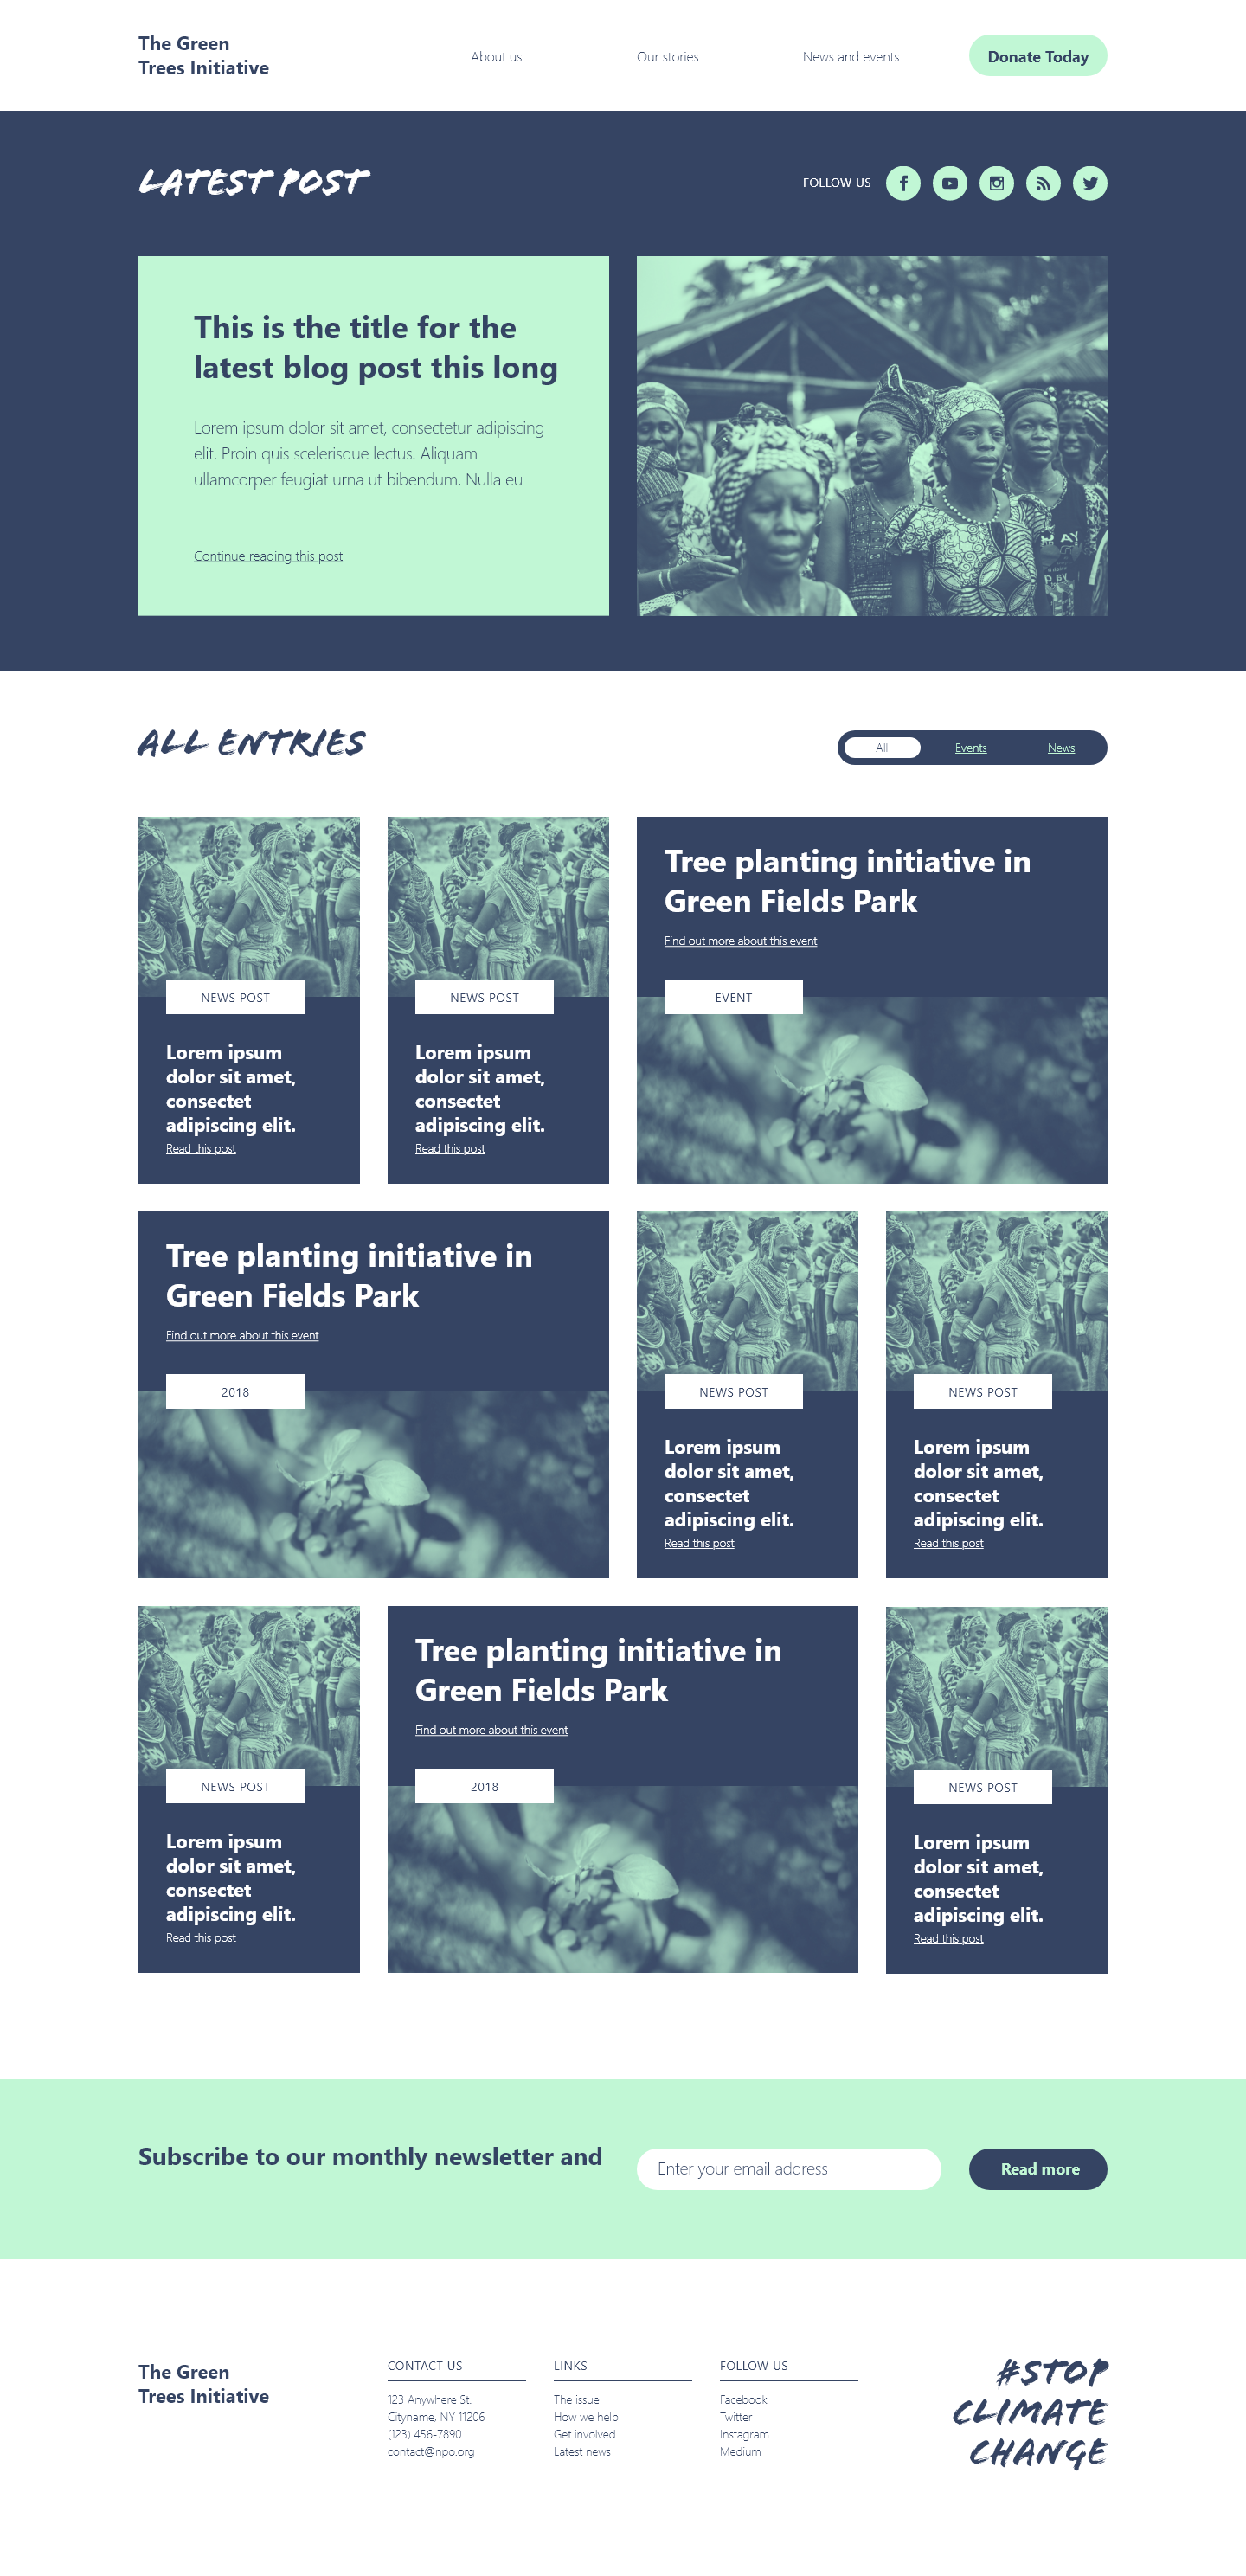 The Green
Trees Initiative
About us
Our stories
News and events
Donate Today
LATEST POST
FOLLOW US
This is the title for the
latest blog post this long
Lorem ipsum dolor sit amet, consectetur adipiscing
elit. Proin quis scelerisque lectus. Aliquam
ullamcorper feugiat urna ut bibendum. Nulla eu
Continue reading this post
ALL ENTRIES
All
Events
News
NEWS POST
Lorem ipsum
dolor sit amet,
consectet
adipiscing elit.
Read this post
NEWS POST
Lorem ipsum
dolor sit amet,
consectet
adipiscing elit.
Read this post
Tree planting initiative in
Green Fields Park
Find out more about this event
EVENT
Tree planting initiative in
Green Fields Park
Find out more about this event
2018
NEWS POST
Lorem ipsum
dolor sit amet,
consectet
adipiscing elit.
Read this post
NEWS POST
Lorem ipsum
dolor sit amet,
consectet
adipiscing elit.
Read this post
NEWS POST
Lorem ipsum
dolor sit amet,
consectet
adipiscing elit.
Read this post
Tree planting initiative in
Green Fields Park
Find out more about this event
2018
NEWS POST
Lorem ipsum
dolor sit amet,
consectet
adipiscing elit.
Read this post
Subscribe to our monthly newsletter and
Enter your email address
Read more
The Green
Trees Initiative
CONTACT US
123 Anywhere St.
Cityname, NY 11206
(123) 456-7890
contact@npo.org
LINKS
The issue
How we help
Get involved
Latest news
FOLLOW US
Facebook
Twitter
Instagram
Medium
#STOP
CLIMATE
CHANGE